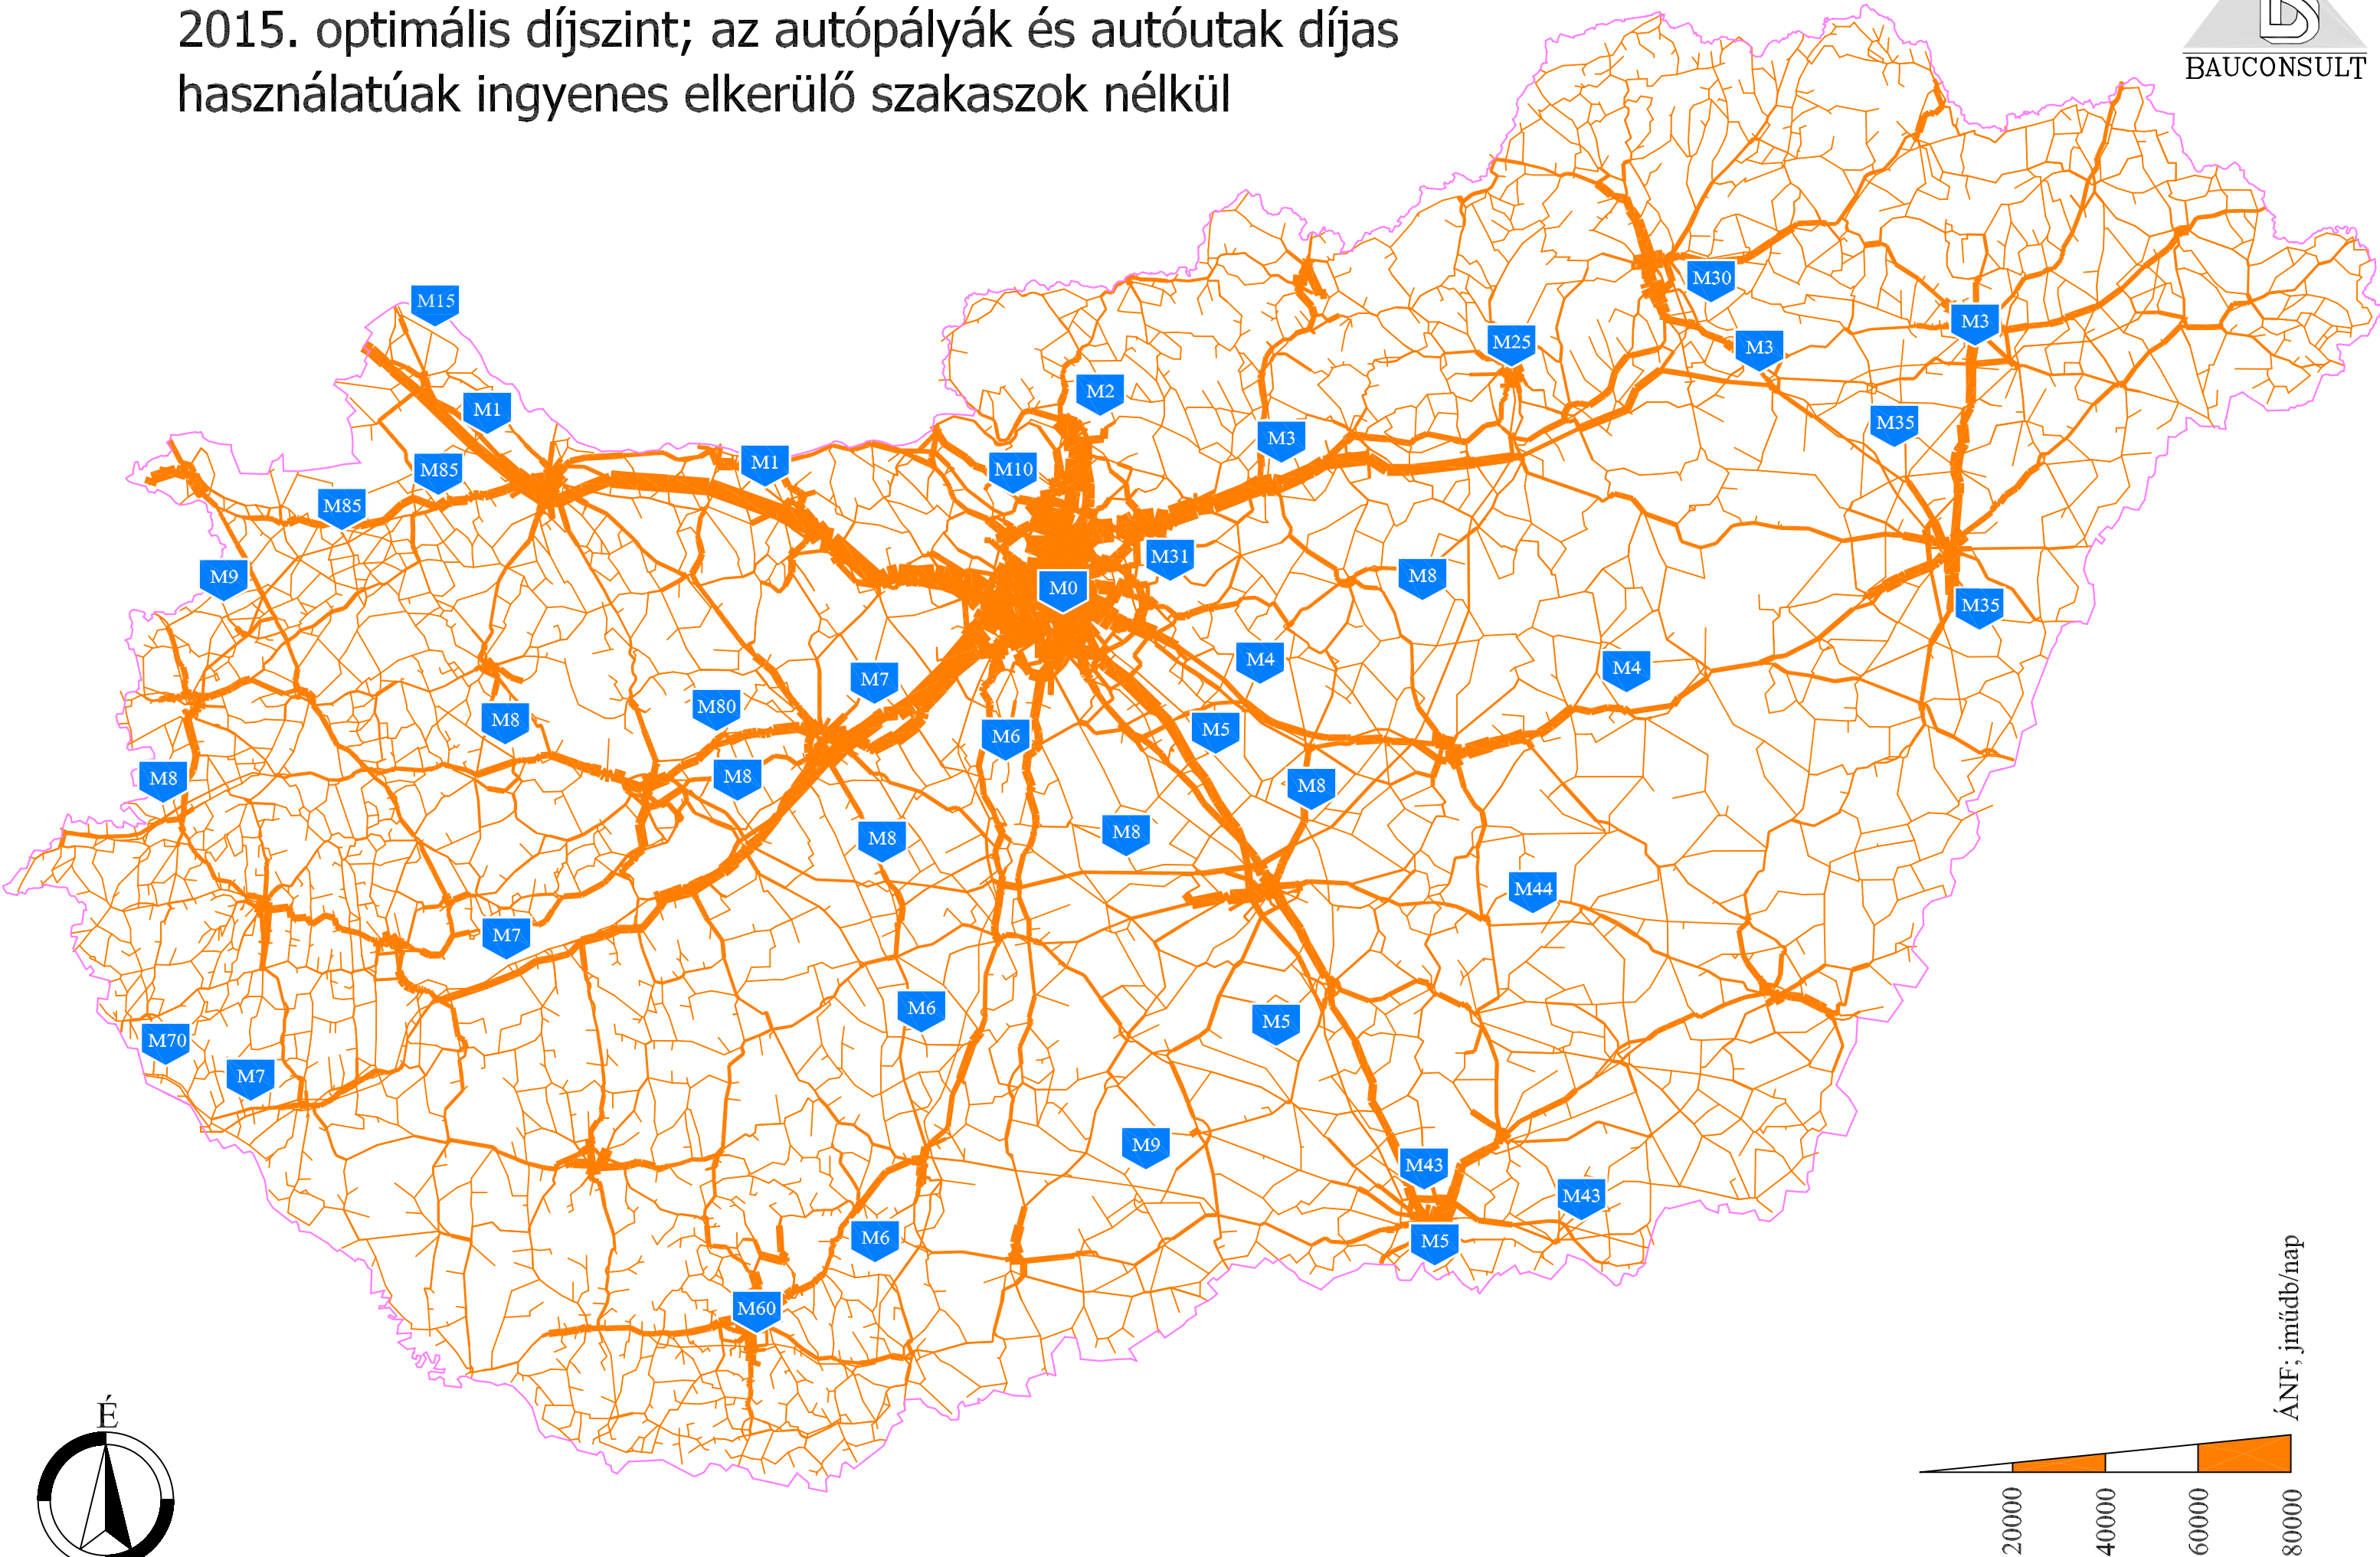 2015. optimális díjszint; az autópályák és autóutak díjas
használatúak ingyenes elkerülő szakaszok nélkül
BAUCONSULT
M15
M30
M3
M25
M3
M2
M1
M35
M3
M1
M85
M10
M85
M31
M9
M0
M8
M35
M4
M4
M7
M80
M8
M5
M6
M8
M8
M8
M8
M8
M44
M7
M6
M5
M70
M7
M9
M43
M43
M6
M5
M60
É
ÁNF; jműdb/nap
20000
40000
60000
80000